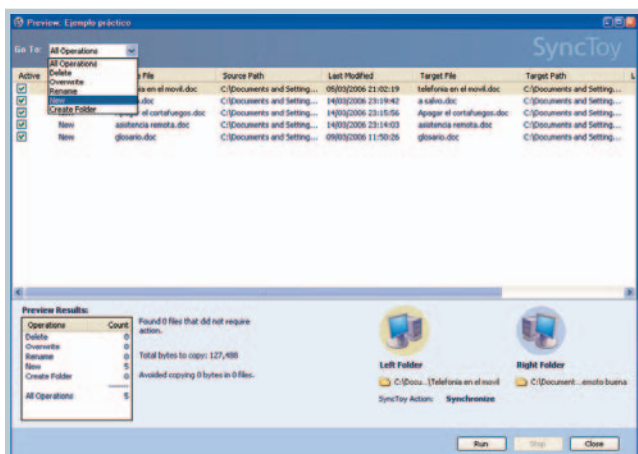 Preview: Ejemplo práctico
Go To: All Operations
SyncToy
All Operations
Delete
Overwrite
Rename
New
Create Folder
Active File Source Path Last Modified Target File Target Path L
en el movil.doc C:\Documents and Setting... 05/03/2006 21:02:19 telefonia en el movil.doc C:\Documents and Setting...
.doc C:\Documents and Setting... 14/03/2006 23:19:42 a salvo.doc C:\Documents and Setting...
el cortafuegos.doc C:\Documents and Setting... 14/03/2006 23:15:56 Apagar el cortafuegos.doc C:\Documents and Setting...
New asistencia remota.doc C:\Documents and Setting... 14/03/2006 23:14:03 asistencia remota.doc C:\Documents and Setting...
New glosario.doc C:\Documents and Setting... 09/03/2006 11:50:26 glosario.doc C:\Documents and Setting...
Preview Results:
Operations Count
Delete 0
Overwrite 0
Rename 0
New 5
Create Folder 0
All Operations 5
Found 0 files that did not require
action.
Total bytes to copy: 127,488
Avoided copying 0 bytes in 0 files.
Left Folder
C:\Docu...\Telefonia en el movil
SyncToy Action: Synchronize
Right Folder
C:\Document...emoto buena
Run Stop Close